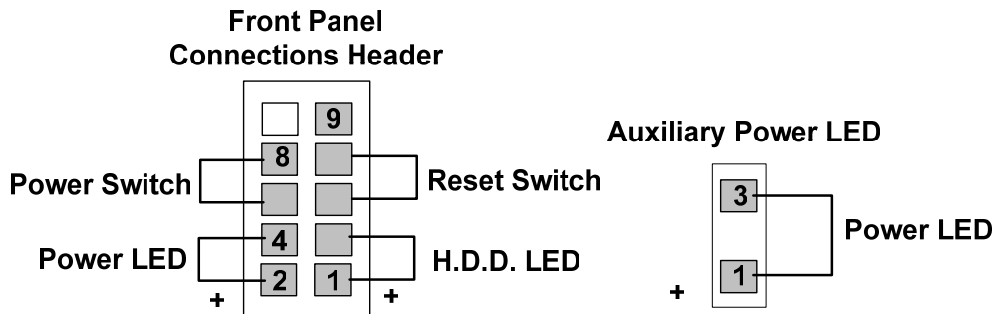 Front Panel
Connections Header
9
8
Power Switch
Reset Switch
4
Power LED
H.D.D. LED
2
1
+
+
Auxiliary Power LED
3
Power LED
1
+